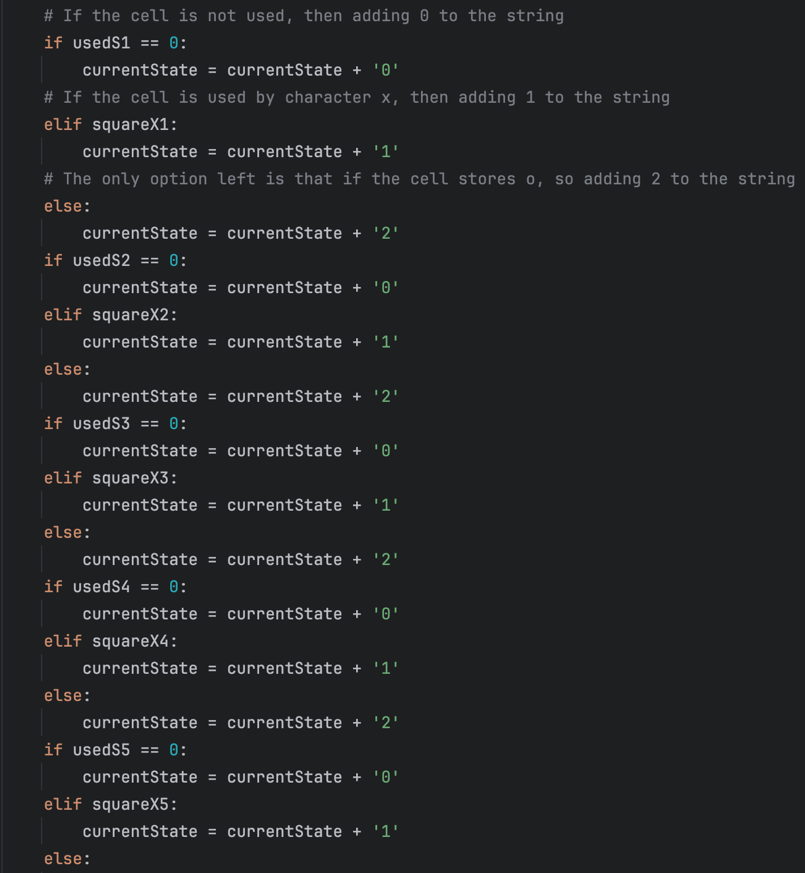 # If the cell is not used, then adding 0 to the string
if usedS1 == 0:
    currentState = currentState + '0'
# If the cell is used by character x, then adding 1 to the string
elif squareX1:
    currentState = currentState + '1'
# The only option left is that if the cell stores o, so adding 2 to the string
else:
    currentState = currentState + '2'
if usedS2 == 0:
    currentState = currentState + '0'
elif squareX2:
    currentState = currentState + '1'
else:
    currentState = currentState + '2'
if usedS3 == 0:
    currentState = currentState + '0'
elif squareX3:
    currentState = currentState + '1'
else:
    currentState = currentState + '2'
if usedS4 == 0:
    currentState = currentState + '0'
elif squareX4:
    currentState = currentState + '1'
else:
    currentState = currentState + '2'
if usedS5 == 0:
    currentState = currentState + '0'
elif squareX5:
    currentState = currentState + '1'
else: